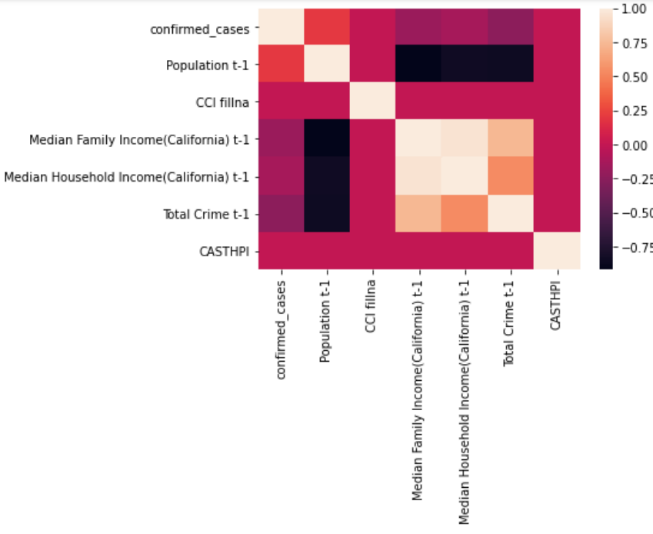 confirmed_cases
Population t-1
CCI fillna
Median Family Income(California) t-1
Median Household Income(California) t-1
Total Crime t-1
CASTHPI
confirmed_cases
Population t-1
CCI fillna
Median Family Income(California) t-1
Median Household Income(California) t-1
Total Crime t-1
CASTHPI
1.00
0.75
0.50
0.25
0.00
−0.25
−0.50
−0.75